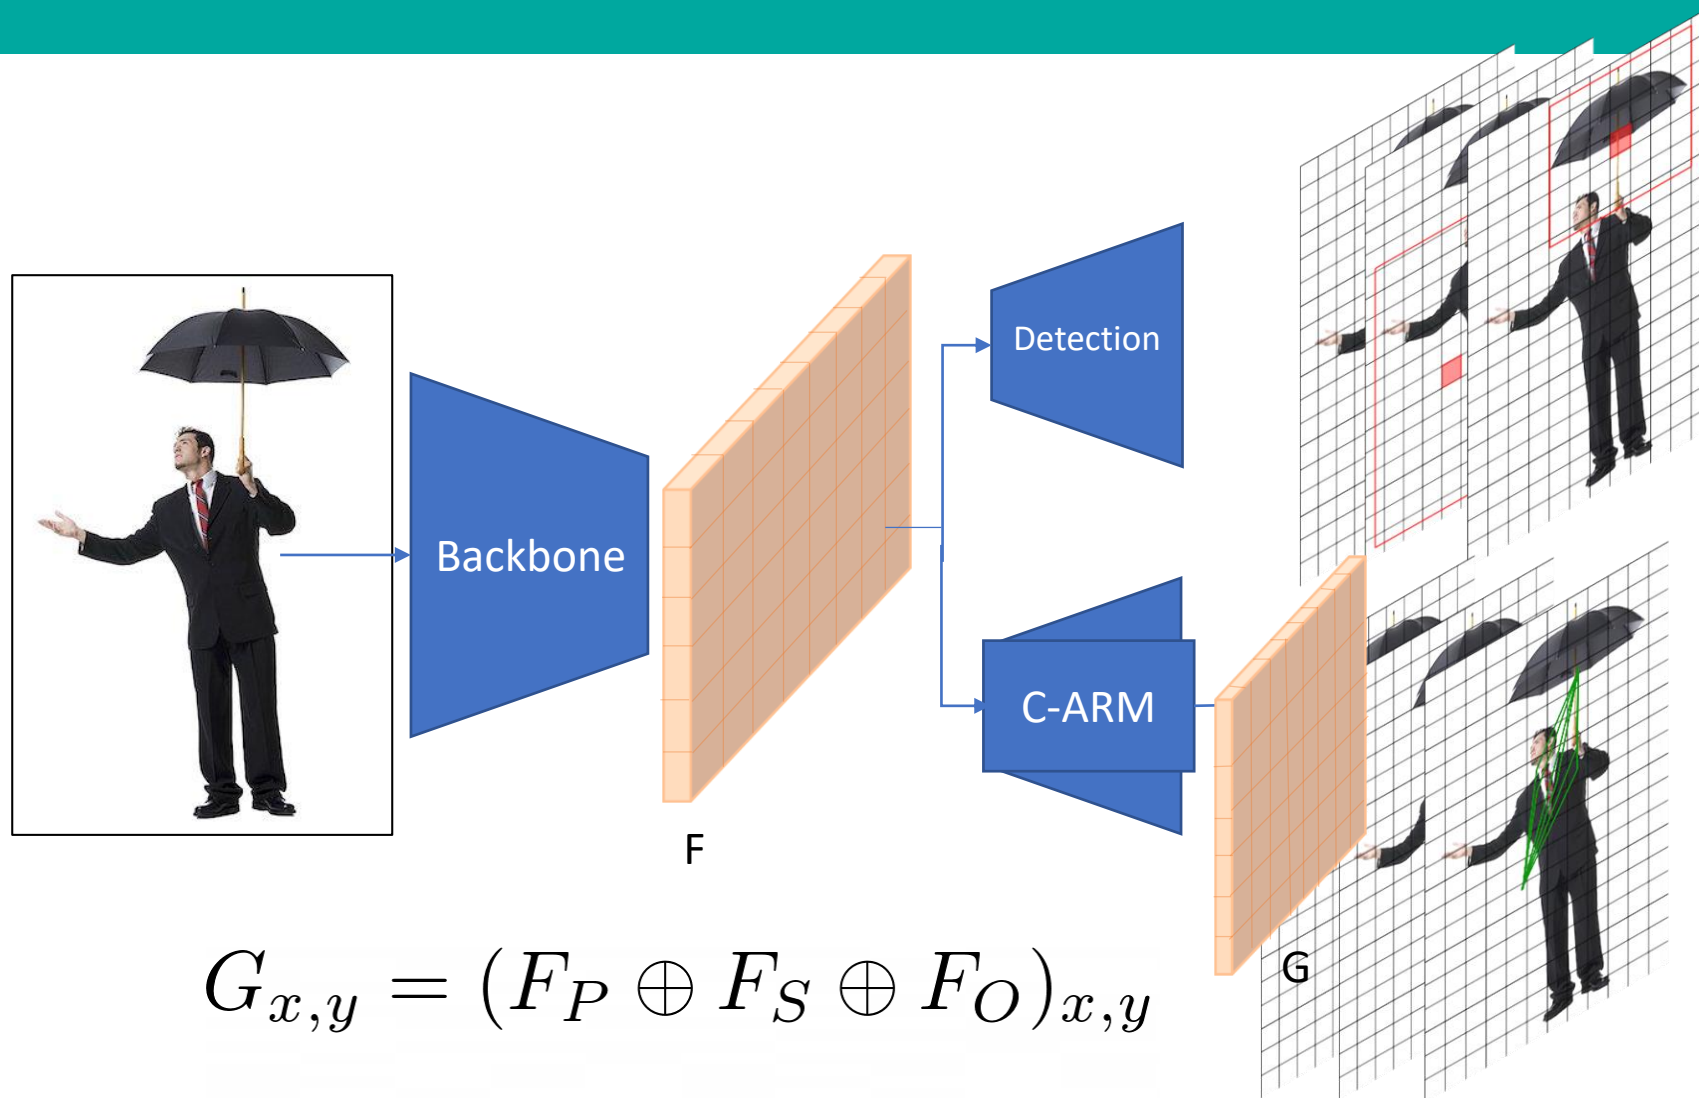 Detection
Backbone
C-ARM
F
G
G_{x,y} = (F_P ⊕ F_S ⊕ F_O)_{x,y}